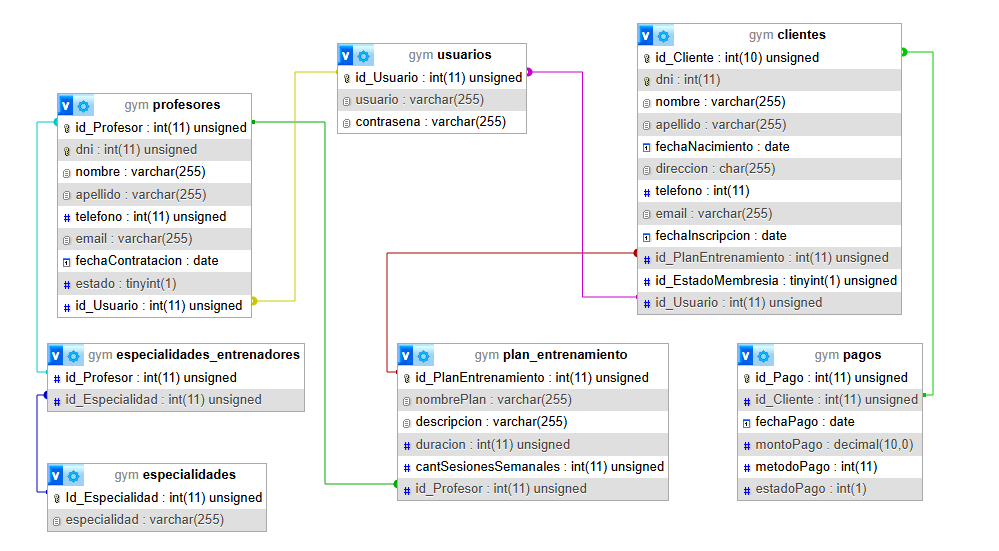 gym clientes
id_Cliente : int(10) unsigned
dni : int(11)
nombre : varchar(255)
apellido : varchar(255)
fechaNacimiento : date
direccion : char(255)
telefono : int(11)
email : varchar(255)
fechaInscripcion : date
id_PlanEntrenamiento : int(11) unsigned
id_EstadoMembresia : tinyint(1) unsigned
id_Usuario : int(11) unsigned
gym usuarios
id_Usuario : int(11) unsigned
usuario : varchar(255)
contrasena : varchar(255)
gym profesores
id_Profesor : int(11) unsigned
dni : int(11) unsigned
nombre : varchar(255)
apellido : varchar(255)
telefono : int(11) unsigned
email : varchar(255)
fechaContratacion : date
estado : tinyint(1)
id_Usuario : int(11) unsigned
gym especialidades_entrenadores
id_Profesor : int(11) unsigned
id_Especialidad : int(11) unsigned
gym plan_entrenamiento
id_PlanEntrenamiento : int(11) unsigned
nombrePlan : varchar(255)
descripcion : varchar(255)
duracion : int(11) unsigned
cantSesionesSemanales : int(11) unsigned
id_Profesor : int(11) unsigned
gym pagos
id_Pago : int(11) unsigned
id_Cliente : int(11) unsigned
fechaPago : date
montoPago : decimal(10,0)
metodoPago : int(11)
estadoPago : int(1)
gym especialidades
Id_Especialidad : int(11) unsigned
especialidad : varchar(255)